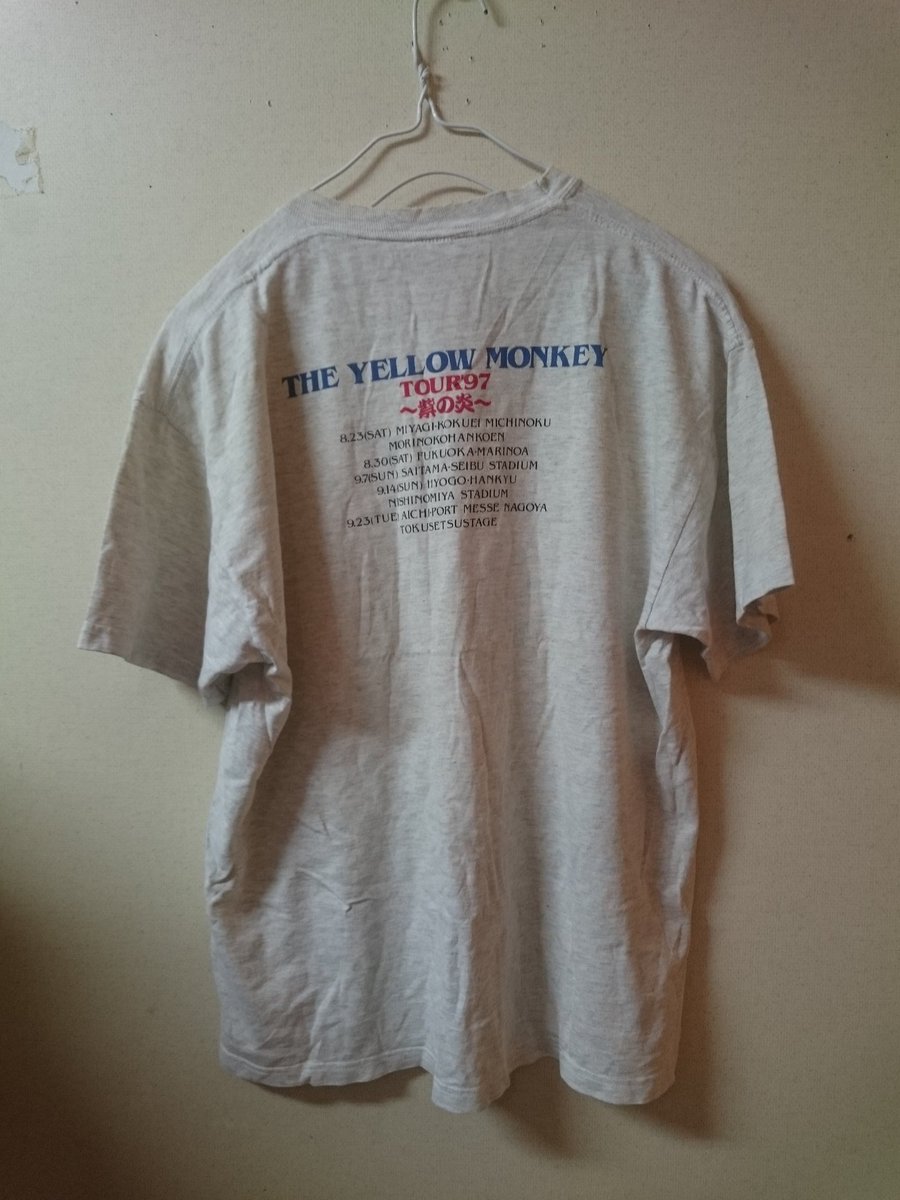 THE YELLOW MONKEY
TOUR'97
〜紫の炎〜
8.23(SAT) MIYAGI·KOKUEI MICHINOKU
MORINOKOHANKOEN
8.30(SAT) FUKUOKA·MARINOA
9.7(SUN) SAITAMA·SEIBU STADIUM
9.14(SUN) HYOGO·HANKYU
NISHINOMIYA STADIUM
9.23(TUE) AICHI·PORT MESSE NAGOYA
TOKUSETSUSTAGE